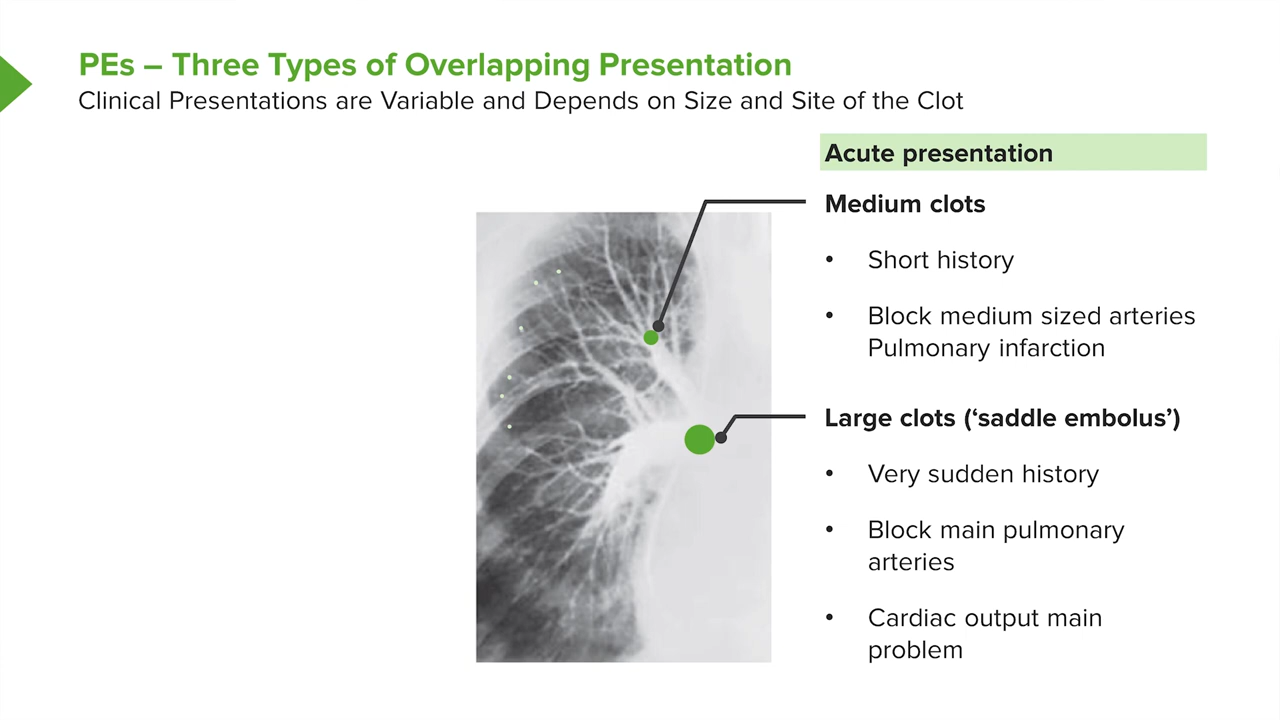 PEs – Three Types of Overlapping Presentation
Clinical Presentations are Variable and Depends on Size and Site of the Clot
Acute presentation
Medium clots
• Short history
• Block medium sized arteries
Pulmonary infarction
Large clots (‘saddle embolus’)
• Very sudden history
• Block main pulmonary
arteries
• Cardiac output main
problem